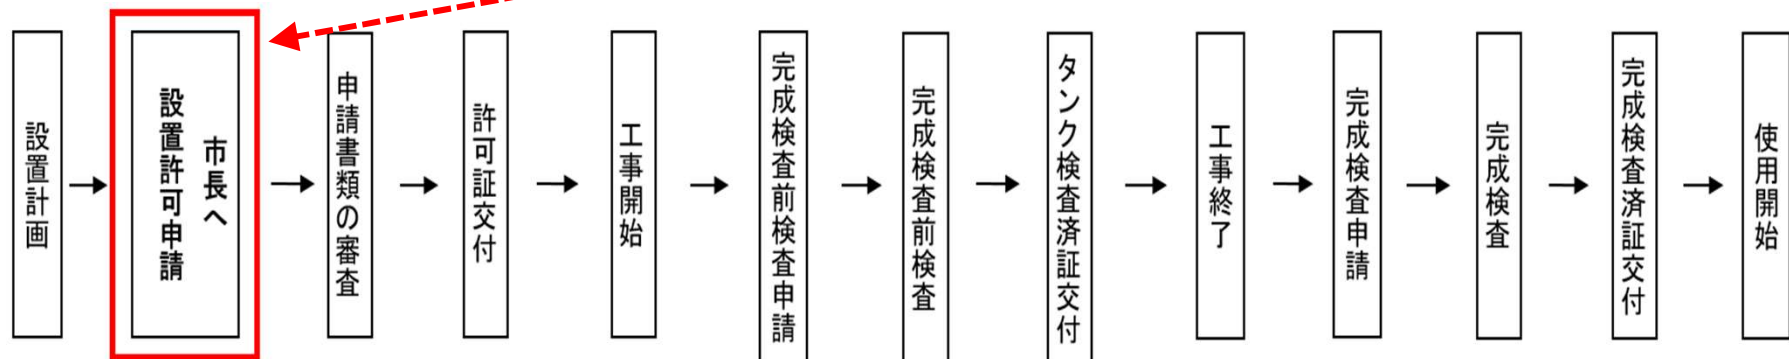 設置計画
市長へ
設置許可申請
申請書類の審査
許可証交付
工事開始
完成検査前検査申請
完成検査前検査
タンク検査済証交付
工事終了
完成検査申請
完成検査
完成検査済証交付
使用開始